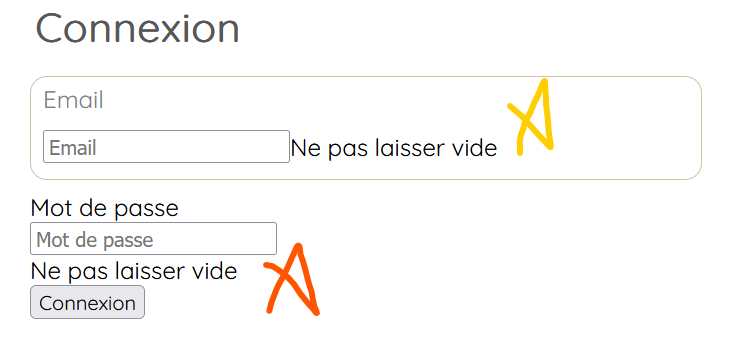 Connexion
Email
Email Ne pas laisser vide
Mot de passe
Mot de passe
Ne pas laisser vide
Connexion